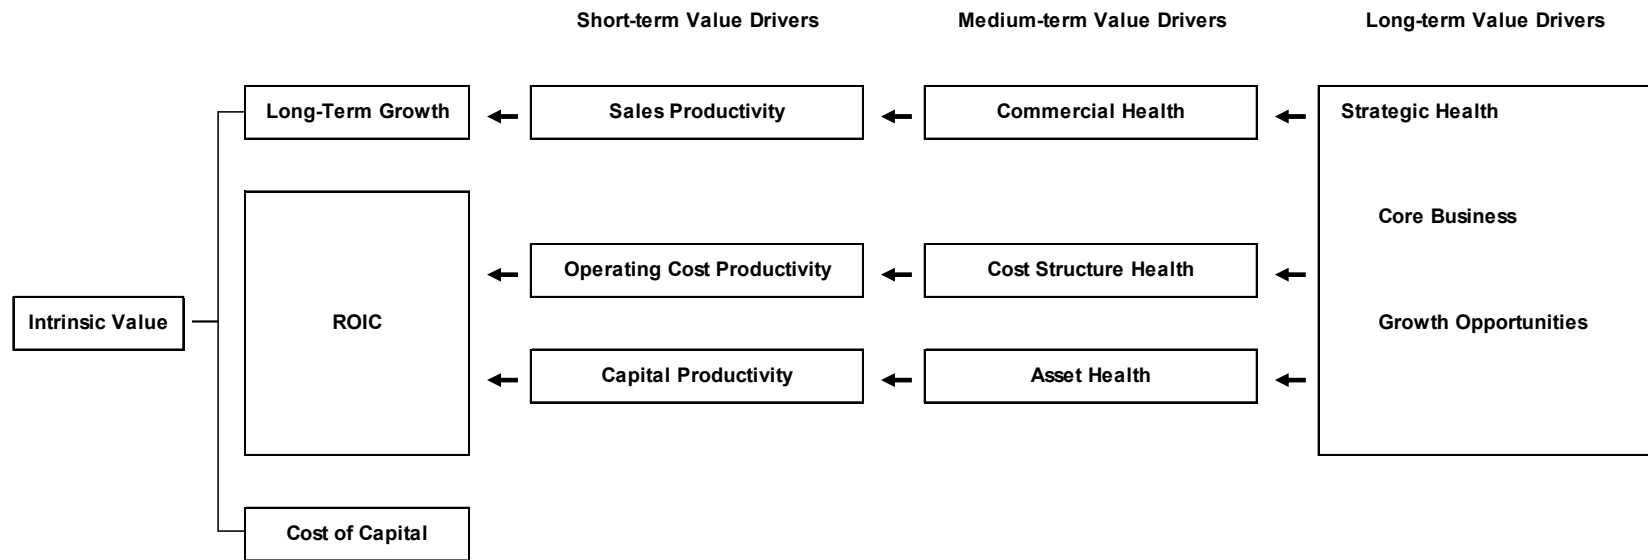 Short-term Value Drivers
Medium-term Value Drivers
Long-term Value Drivers
Long-Term Growth
Sales Productivity
Commercial Health
Strategic Health
Core Business
Operating Cost Productivity
Cost Structure Health
Intrinsic Value
ROIC
Growth Opportunities
Capital Productivity
Asset Health
Cost of Capital